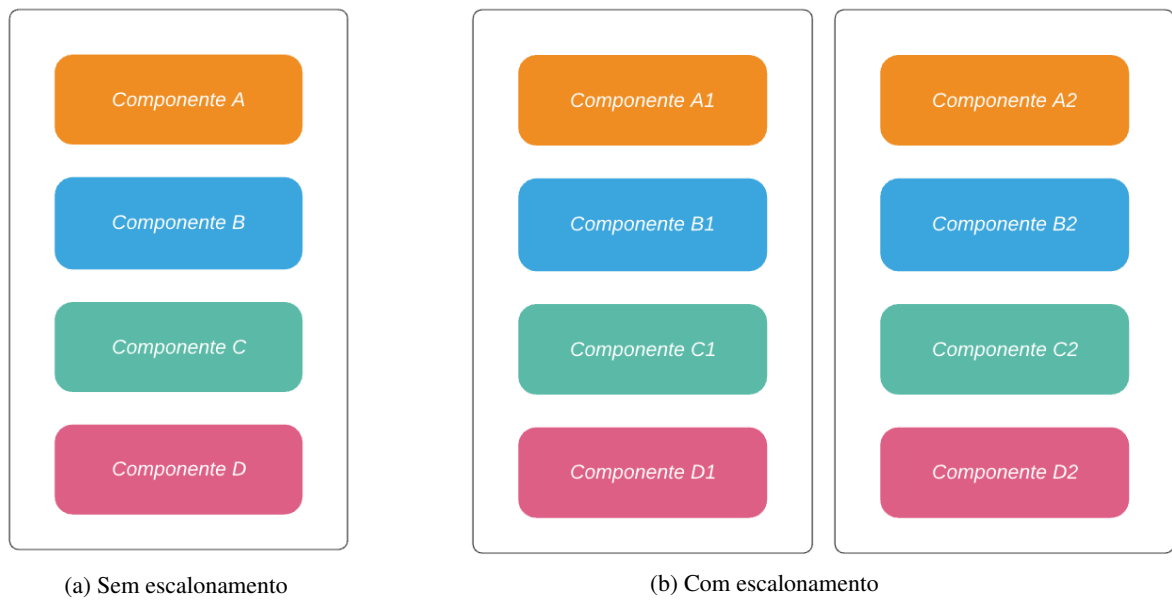 Componente A
Componente B
Componente C
Componente D
(a) Sem escalonamento
Componente A1
Componente B1
Componente C1
Componente D1
Componente A2
Componente B2
Componente C2
Componente D2
(b) Com escalonamento